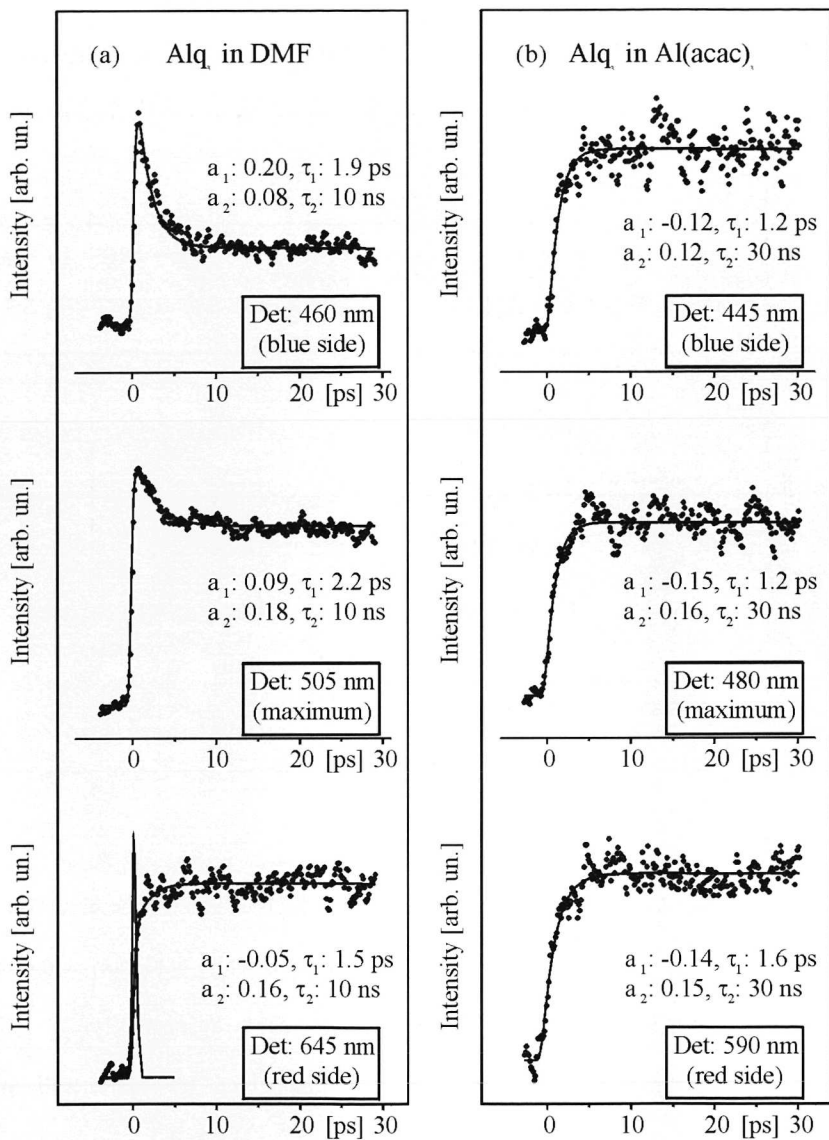 (a) Alqₓ in DMF
Intensity [arb. un.]
a₁: 0.20, τ₁: 1.9 ps
a₂: 0.08, τ₂: 10 ns
Det: 460 nm
(blue side)
0 10 20 [ps] 30
Intensity [arb. un.]
a₁: 0.09, τ₁: 2.2 ps
a₂: 0.18, τ₂: 10 ns
Det: 505 nm
(maximum)
0 10 20 [ps] 30
Intensity [arb. un.]
a₁: -0.05, τ₁: 1.5 ps
a₂: 0.16, τ₂: 10 ns
Det: 645 nm
(red side)
0 10 20 [ps] 30
(b) Alqₓ in Al(acac)ₓ
Intensity [arb. un.]
a₁: -0.12, τ₁: 1.2 ps
a₂: 0.12, τ₂: 30 ns
Det: 445 nm
(blue side)
0 10 20 [ps] 30
Intensity [arb. un.]
a₁: -0.15, τ₁: 1.2 ps
a₂: 0.16, τ₂: 30 ns
Det: 480 nm
(maximum)
0 10 20 [ps] 30
Intensity [arb. un.]
a₁: -0.14, τ₁: 1.6 ps
a₂: 0.15, τ₂: 30 ns
Det: 590 nm
(red side)
0 10 20 [ps] 30